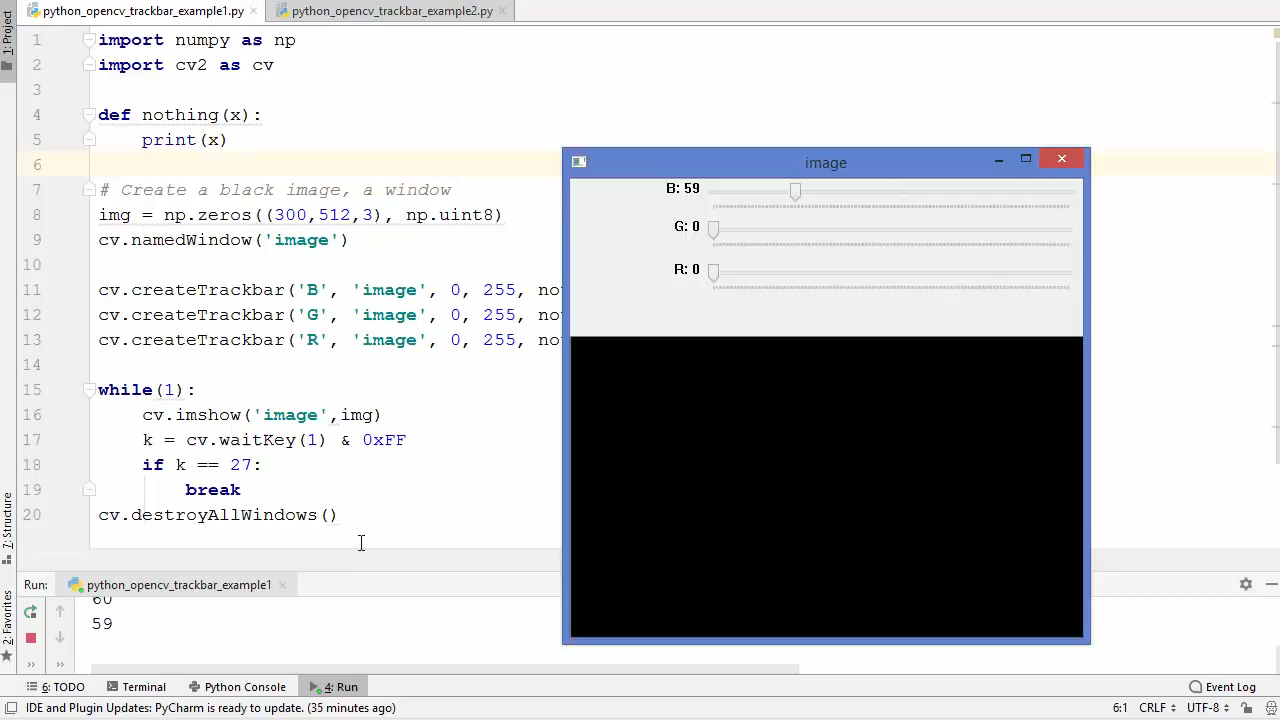 python_opencv_trackbar_example1.py python_opencv_trackbar_example2.py
1: Project
1 import numpy as np
2 import cv2 as cv
3
4 def nothing(x):
5 print(x)
6
7 # Create a black image, a window
8 img = np.zeros((300,512,3), np.uint8)
9 cv.namedWindow('image')
10
11 cv.createTrackbar('B', 'image', 0, 255, no
12 cv.createTrackbar('G', 'image', 0, 255, no
13 cv.createTrackbar('R', 'image', 0, 255, no
14
15 while(1):
16 cv.imshow('image',img)
17 k = cv.waitKey(1) & 0xFF
18 if k == 27:
19 break
20 cv.destroyAllWindows()
image
B: 59
G: 0
R: 0
7: Structure
2: Favorites
Run: python_opencv_trackbar_example1
60
59
6: TODO Terminal Python Console 4: Run Event Log
IDE and Plugin Updates: PyCharm is ready to update. (35 minutes ago) 6:1 CRLF UTF-8